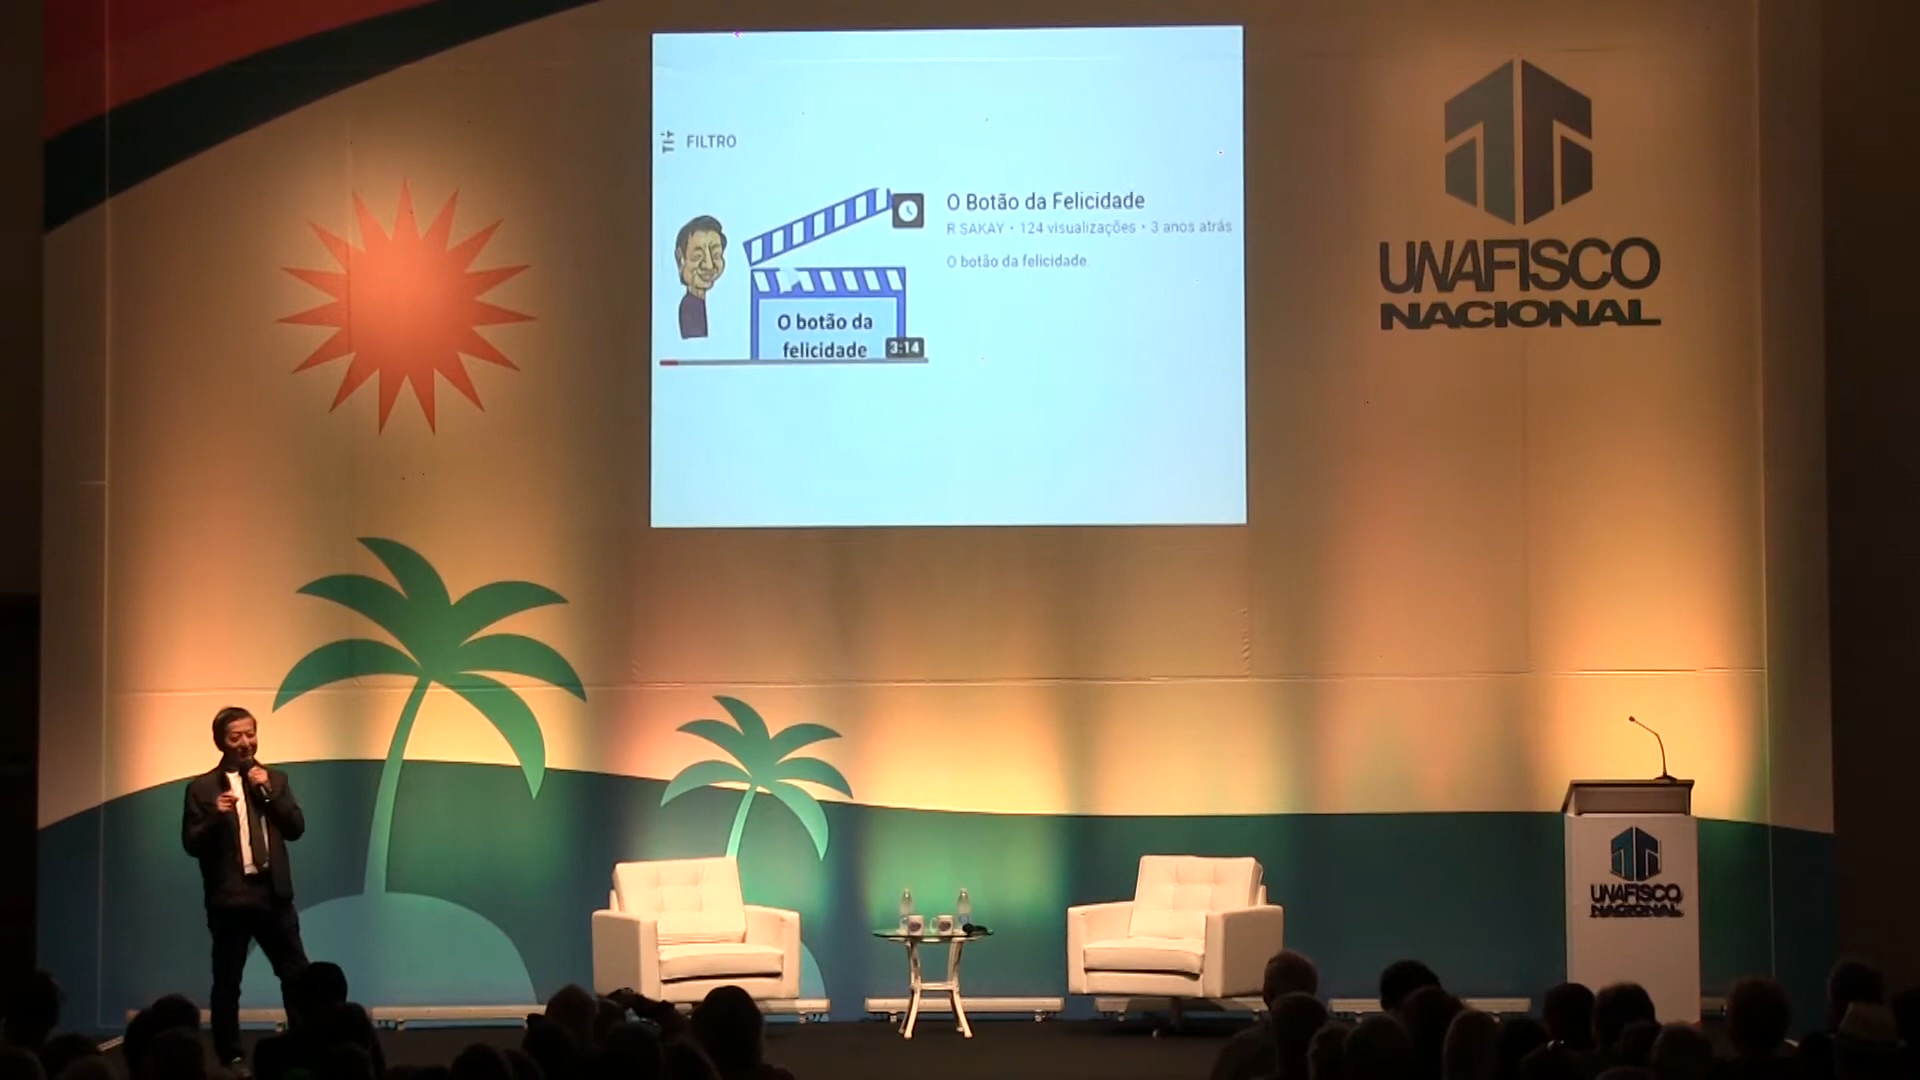 FILTRO
O Botão da Felicidade
R SAKAY • 124 visualizações • 3 anos atrás
O botão da felicidade.
O botão da
felicidade
3:14
UNAFISCO
NACIONAL
UNAFISCO
NACIONAL